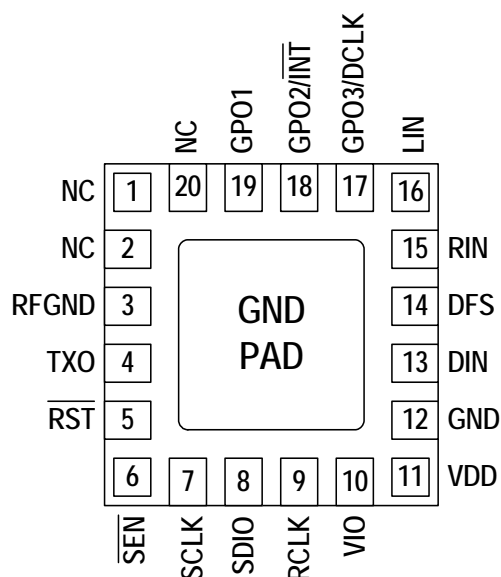 NC
GPO1
GPO2/INT
GPO3/DCLK
LIN
NC 1 20 19 18 17 16
NC 2 15 RIN
RFGND 3 GND 14 DFS
TXO 4 PAD 13 DIN
RST 5 12 GND
6 7 8 9 10 11 VDD
SEN
SCLK
SDIO
RCLK
VIO